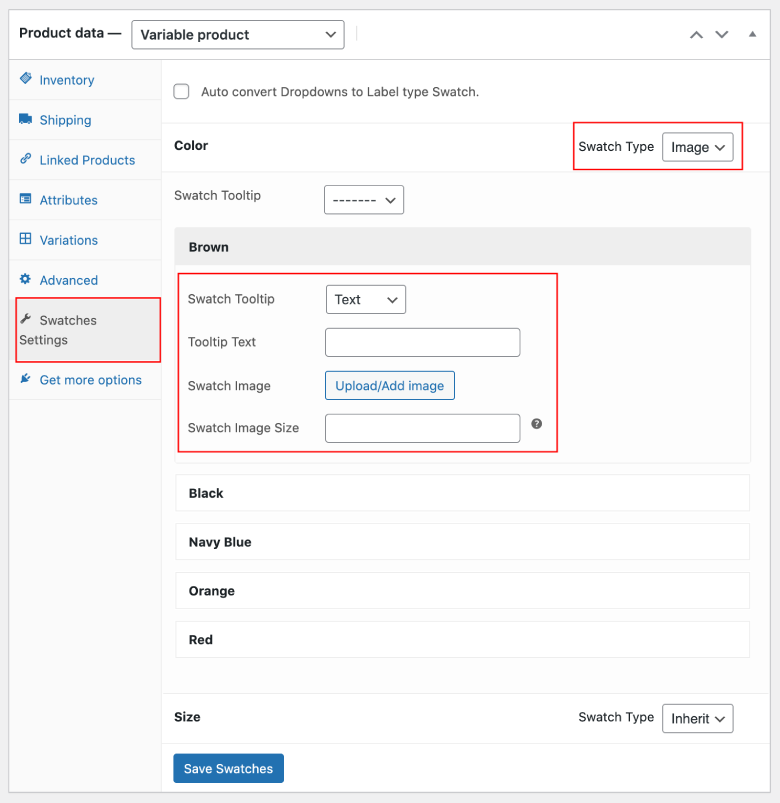 Product data — Variable product
Inventory
Shipping
Linked Products
Attributes
Variations
Advanced
Swatches
Settings
Get more options
Auto convert Dropdowns to Label type Swatch.
Color Swatch Type Image
Swatch Tooltip -------
Brown
Swatch Tooltip Text
Tooltip Text
Swatch Image Upload/Add image
Swatch Image Size ?
Black
Navy Blue
Orange
Red
Size Swatch Type Inherit
Save Swatches